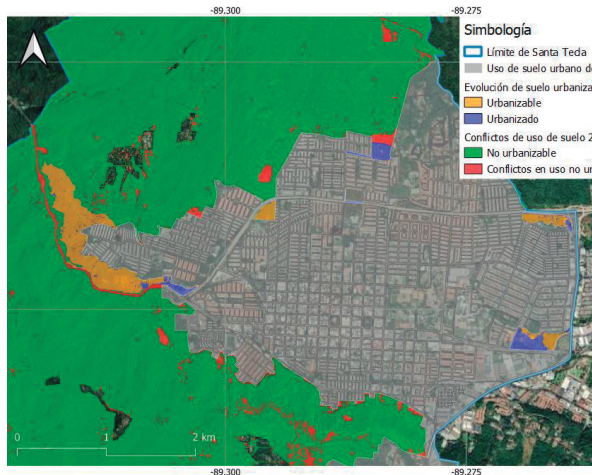 -89.300
-89.275
Simbología
Límite de Santa Tecla
Uso de suelo urbano de
Evolución de suelo urbaniza
Urbanizable
Urbanizado
Conflictos de uso de suelo 2
No urbanizable
Conflictos en uso no ur
0 1 2 km
-89.300
-89.275